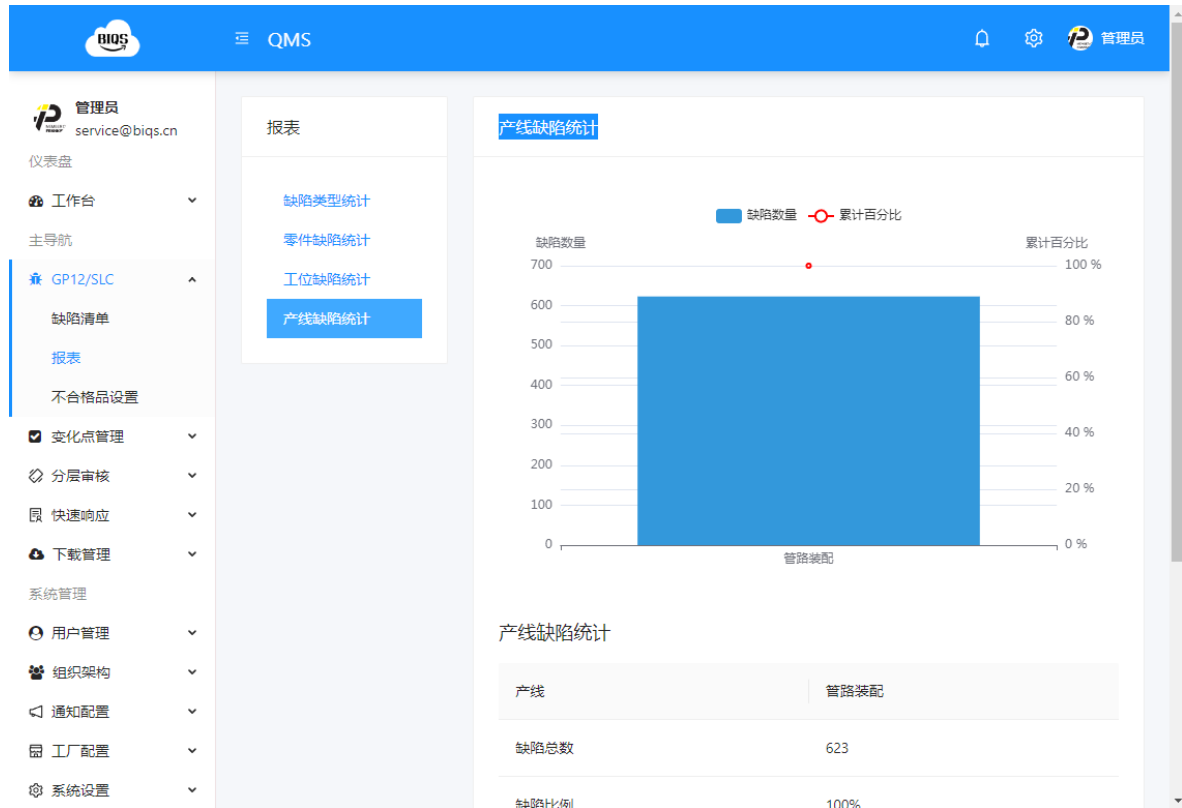 BIQS
QMS
管理员
管理员
service@biqs.cn
仪表盘
工作台
主导航
GP12/SLC
缺陷清单
报表
不合格品设置
变化点管理
分层审核
快速响应
下载管理
系统管理
用户管理
组织架构
通知配置
工厂配置
系统设置
报表
缺陷类型统计
零件缺陷统计
工位缺陷统计
产线缺陷统计
产线缺陷统计
缺陷数量 累计百分比
缺陷数量 累计百分比
700 100 %
600
80 %
500
400 60 %
300 40 %
200
20 %
100
0 0 %
管路装配
产线缺陷统计
产线 管路装配
缺陷总数 623
缺陷比例 100%